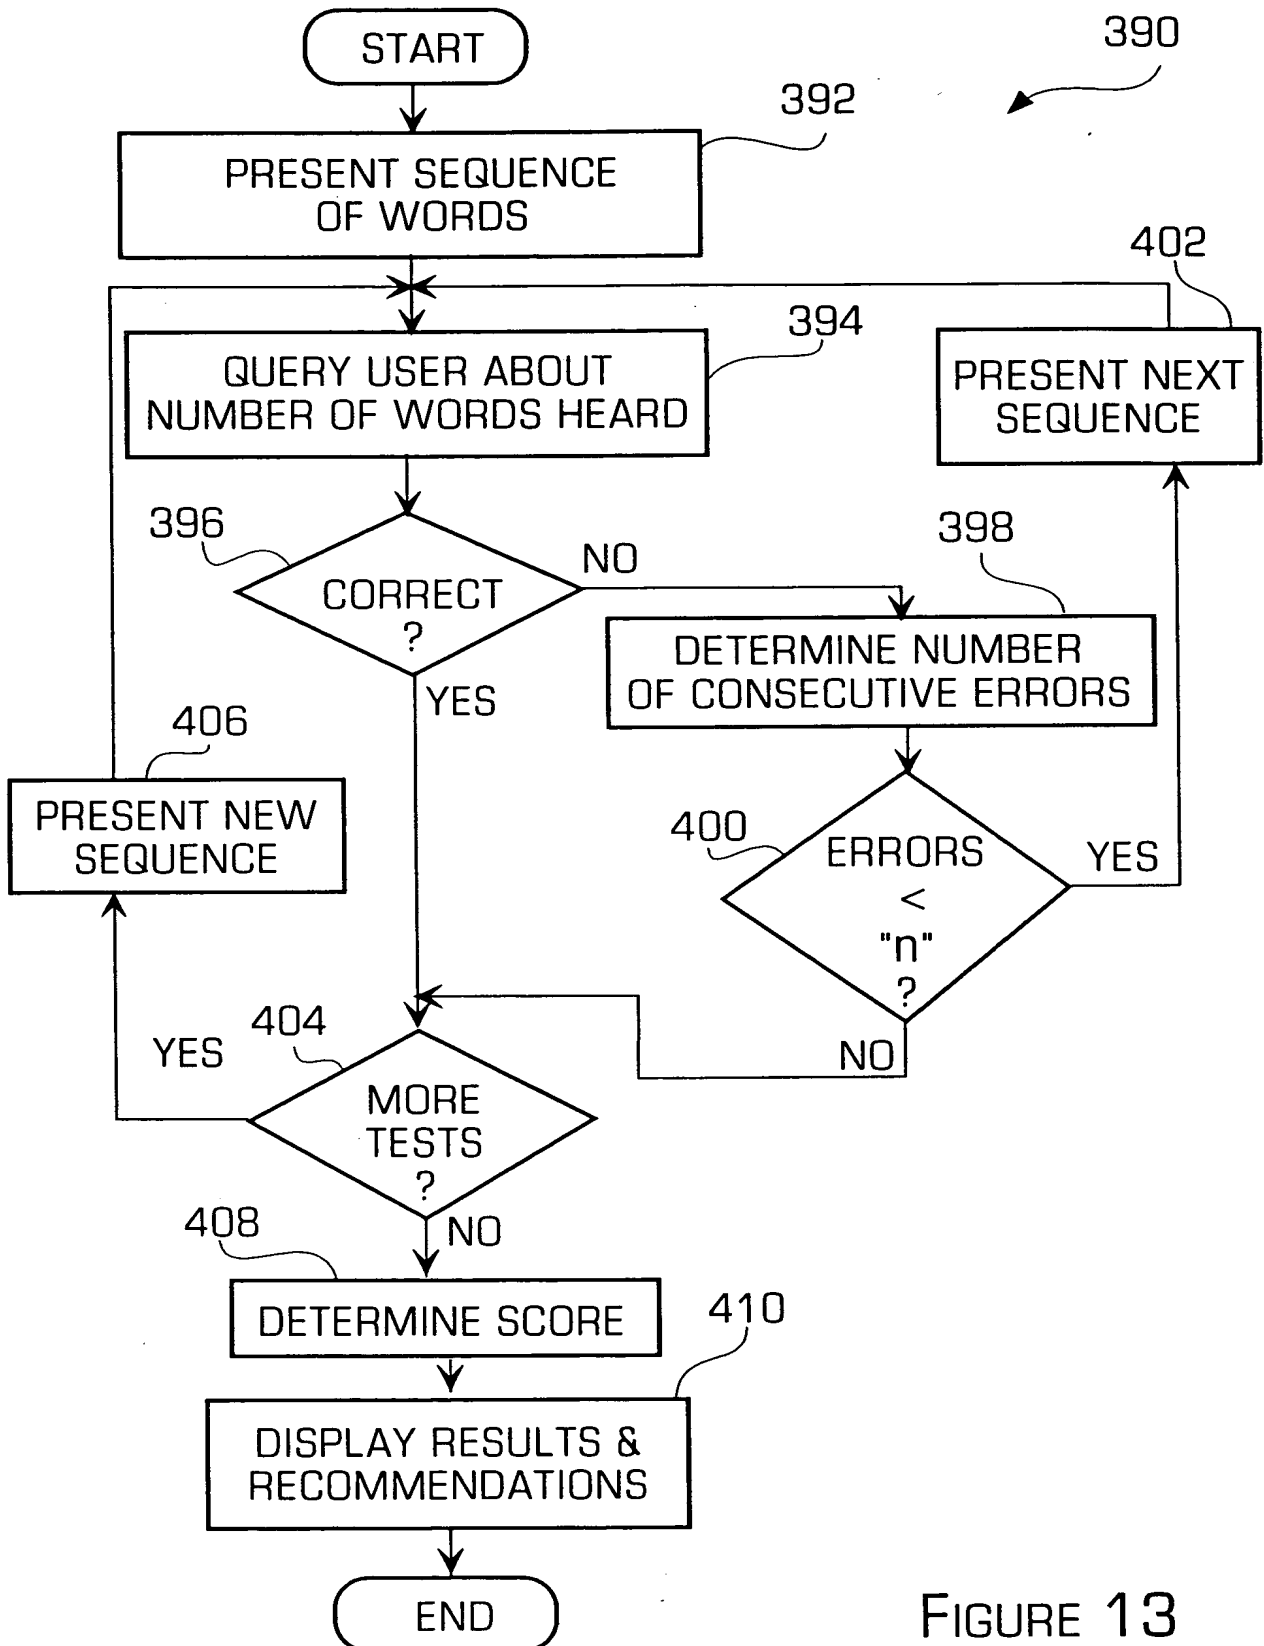 START
390
392
PRESENT SEQUENCE
OF WORDS
402
394
QUERY USER ABOUT
NUMBER OF WORDS HEARD
PRESENT NEXT
SEQUENCE
396
NO
398
CORRECT
?
DETERMINE NUMBER
OF CONSECUTIVE ERRORS
YES
406
PRESENT NEW
SEQUENCE
400
ERRORS
<
"n"
?
YES
404
YES
NO
MORE
TESTS
?
408
NO
DETERMINE SCORE
410
DISPLAY RESULTS &
RECOMMENDATIONS
END
FIGURE 13